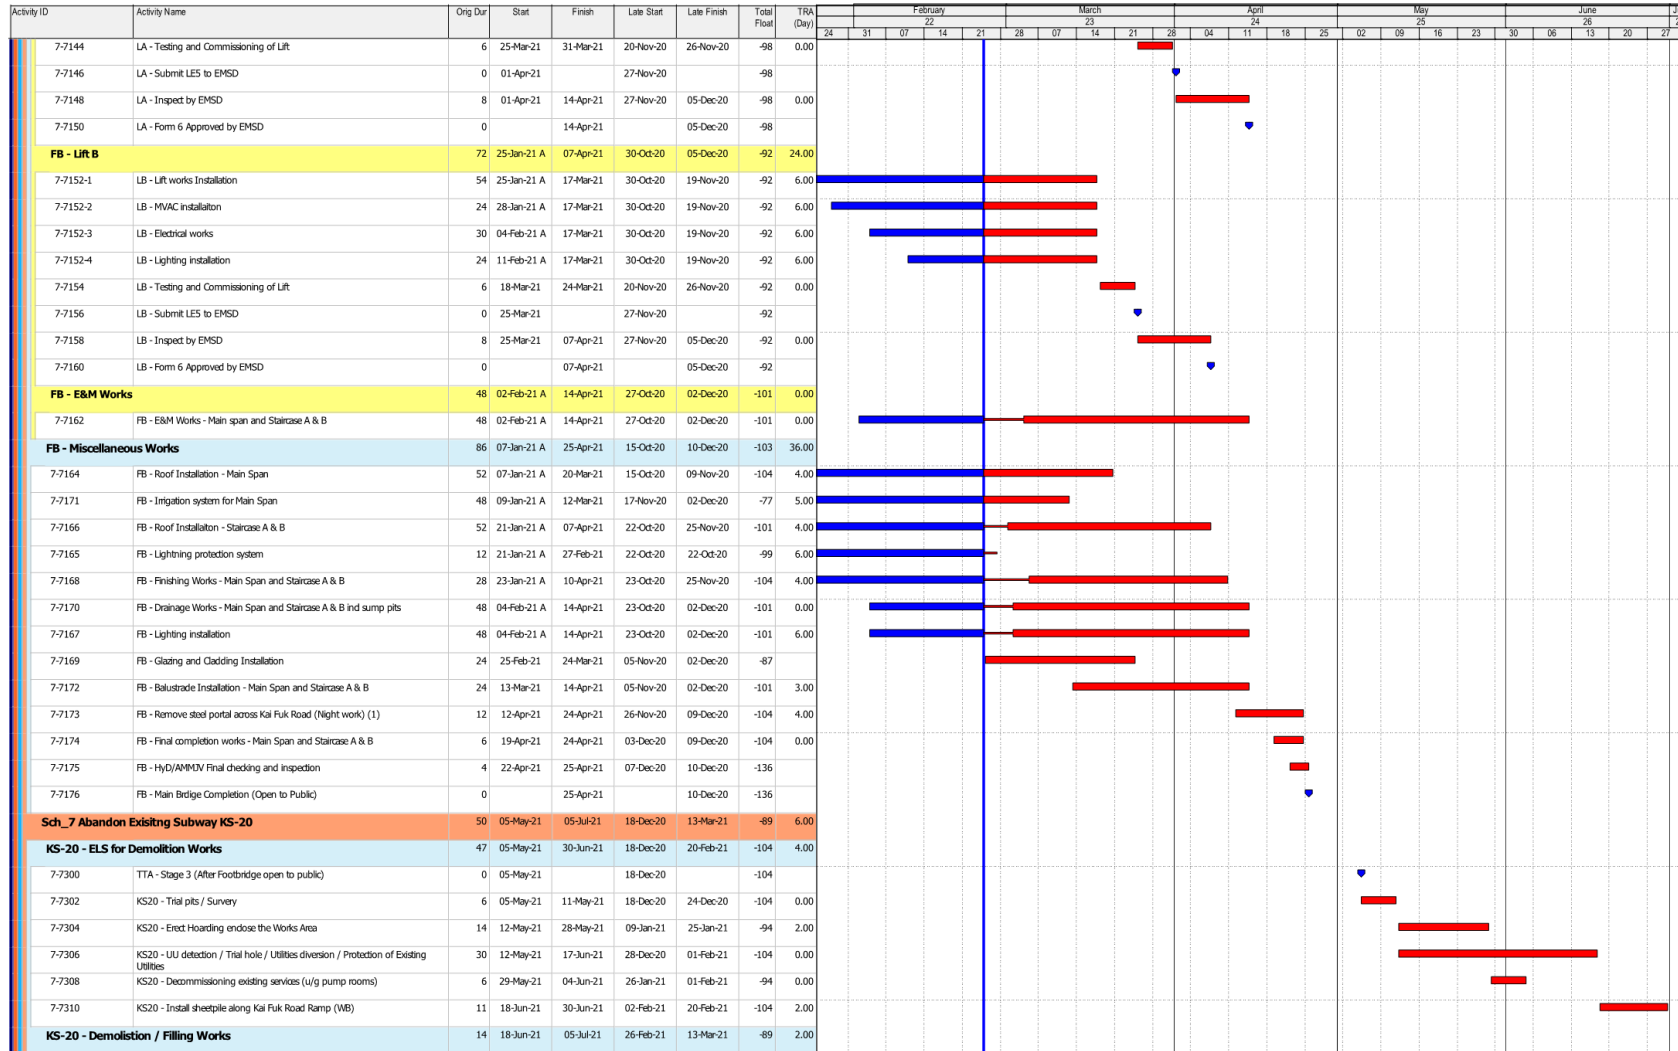 Activity ID Activity Name Orig Dur Start Finish Late Start Late Finish Total Float TRA (Day) February March April May June
22 23 24 25 26
24 31 07 14 21 28 07 14 21 28 04 11 18 25 02 09 16 23 30 06 13 20 27
7-7144 LA - Testing and Commissioning of Lift 6 25-Mar-21 31-Mar-21 20-Nov-20 26-Nov-20 -98 0.00
7-7146 LA - Submit LE5 to EMSD 0 01-Apr-21 27-Nov-20 -98
7-7148 LA - Inspect by EMSD 8 01-Apr-21 14-Apr-21 27-Nov-20 05-Dec-20 -98 0.00
7-7150 LA - Form 6 Approved by EMSD 0 14-Apr-21 05-Dec-20 -98
FB - Lift B 72 25-Jan-21 A 07-Apr-21 30-Oct-20 05-Dec-20 -92 24.00
7-7152-1 LB - Lift works Installation 54 25-Jan-21 A 17-Mar-21 30-Oct-20 19-Nov-20 -92 6.00
7-7152-2 LB - MVAC installaiton 24 28-Jan-21 A 17-Mar-21 30-Oct-20 19-Nov-20 -92 6.00
7-7152-3 LB - Electrical works 30 04-Feb-21 A 17-Mar-21 30-Oct-20 19-Nov-20 -92 6.00
7-7152-4 LB - Lighting installation 24 11-Feb-21 A 17-Mar-21 30-Oct-20 19-Nov-20 -92 6.00
7-7154 LB - Testing and Commissioning of Lift 6 18-Mar-21 24-Mar-21 20-Nov-20 26-Nov-20 -92 0.00
7-7156 LB - Submit LE5 to EMSD 0 25-Mar-21 27-Nov-20 -92
7-7158 LB - Inspect by EMSD 8 25-Mar-21 07-Apr-21 27-Nov-20 05-Dec-20 -92 0.00
7-7160 LB - Form 6 Approved by EMSD 0 07-Apr-21 05-Dec-20 -92
FB - E&M Works 48 02-Feb-21 A 14-Apr-21 27-Oct-20 02-Dec-20 -101 0.00
7-7162 FB - E&M Works - Main span and Staircase A & B 48 02-Feb-21 A 14-Apr-21 27-Oct-20 02-Dec-20 -101 0.00
FB - Miscellaneous Works 86 07-Jan-21 A 25-Apr-21 15-Oct-20 10-Dec-20 -103 36.00
7-7164 FB - Roof Installation - Main Span 52 07-Jan-21 A 20-Mar-21 15-Oct-20 09-Nov-20 -104 4.00
7-7171 FB - Irrigation system for Main Span 48 09-Jan-21 A 12-Mar-21 17-Nov-20 02-Dec-20 -77 5.00
7-7166 FB - Roof Installaiton - Staircase A & B 52 21-Jan-21 A 07-Apr-21 22-Oct-20 25-Nov-20 -101 4.00
7-7165 FB - Lightning protection system 12 21-Jan-21 A 27-Feb-21 22-Oct-20 22-Oct-20 -99 6.00
7-7168 FB - Finishing Works - Main Span and Staircase A & B 28 23-Jan-21 A 10-Apr-21 23-Oct-20 25-Nov-20 -104 4.00
7-7170 FB - Drainage Works - Main Span and Staircase A & B incl sump pits 48 04-Feb-21 A 14-Apr-21 23-Oct-20 02-Dec-20 -101 0.00
7-7167 FB - Lighting installation 48 04-Feb-21 A 14-Apr-21 23-Oct-20 02-Dec-20 -101 6.00
7-7169 FB - Glazing and Cladding Installation 24 25-Feb-21 24-Mar-21 05-Nov-20 02-Dec-20 -87
7-7172 FB - Balustrade Installation - Main Span and Staircase A & B 24 13-Mar-21 14-Apr-21 05-Nov-20 02-Dec-20 -101 3.00
7-7173 FB - Remove steel portal across Kai Fuk Road (Night work) (1) 12 12-Apr-21 24-Apr-21 26-Nov-20 09-Dec-20 -104 4.00
7-7174 FB - Final completion works - Main Span and Staircase A & B 6 19-Apr-21 24-Apr-21 03-Dec-20 09-Dec-20 -104 0.00
7-7175 FB - HyD/AMMJV Final checking and inspection 4 22-Apr-21 25-Apr-21 07-Dec-20 10-Dec-20 -136
7-7176 FB - Main Brdige Completion (Open to Public) 0 25-Apr-21 10-Dec-20 -136
Sch_7 Abandon Exisitng Subway KS-20 50 05-May-21 05-Jul-21 18-Dec-20 13-Mar-21 -89 6.00
KS-20 - ELS for Demolition Works 47 05-May-21 30-Jun-21 18-Dec-20 20-Feb-21 -104 4.00
7-7300 TTA - Stage 3 (After Footbridge open to public) 0 05-May-21 18-Dec-20 -104
7-7302 KS20 - Trial pits / Survery 6 05-May-21 11-May-21 18-Dec-20 24-Dec-20 -104 0.00
7-7304 KS20 - Erect Hoarding enclose the Works Area 14 12-May-21 28-May-21 09-Jan-21 25-Jan-21 -94 2.00
7-7306 KS20 - UU detection / Trial hole / Utilities diversion / Protection of Existing 30 12-May-21 17-Jun-21 28-Dec-20 01-Feb-21 -104 0.00
Utilities
7-7308 KS20 - Decommissioning existing services (u/g pump rooms) 6 29-May-21 04-Jun-21 26-Jan-21 01-Feb-21 -94 0.00
7-7310 KS20 - Install sheetpile along Kai Fuk Road Ramp (WB) 11 18-Jun-21 30-Jun-21 02-Feb-21 20-Feb-21 -104 2.00
KS-20 - Demolistion / Filling Works 14 18-Jun-21 05-Jul-21 26-Feb-21 13-Mar-21 -89 2.00